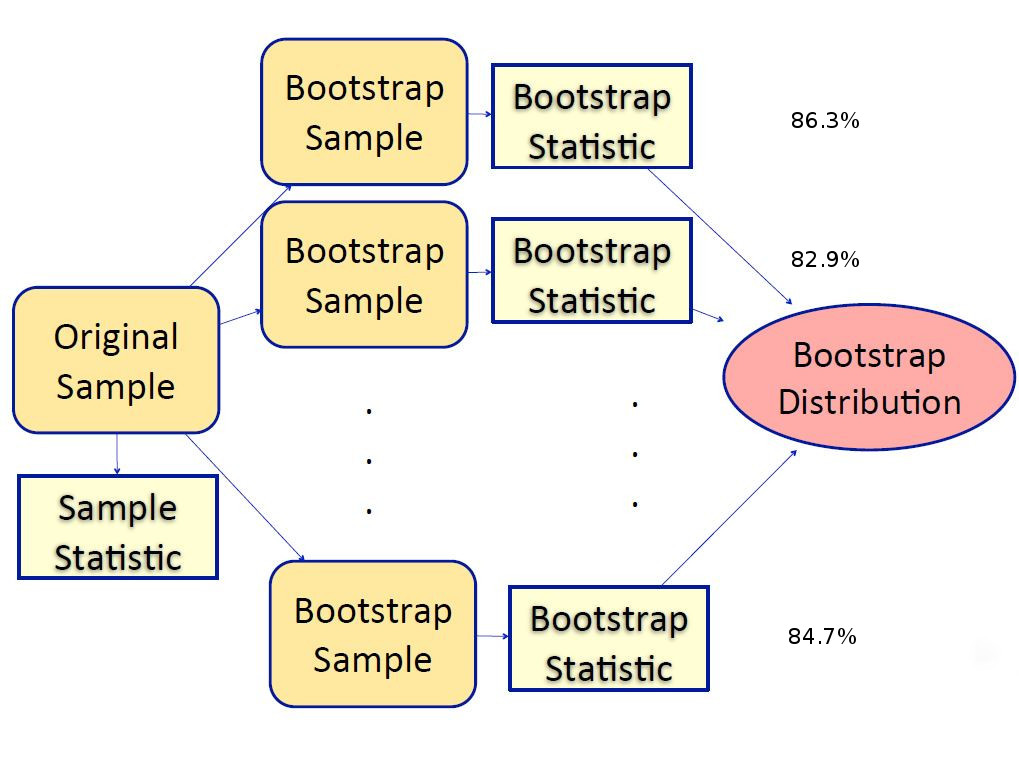 Bootstrap
Sample
Bootstrap
Statistic
86.3%
Bootstrap
Sample
Bootstrap
Statistic
82.9%
Original
Sample
Bootstrap
Distribution
.
.
.
.
.
.
Sample
Statistic
Bootstrap
Sample
Bootstrap
Statistic
84.7%